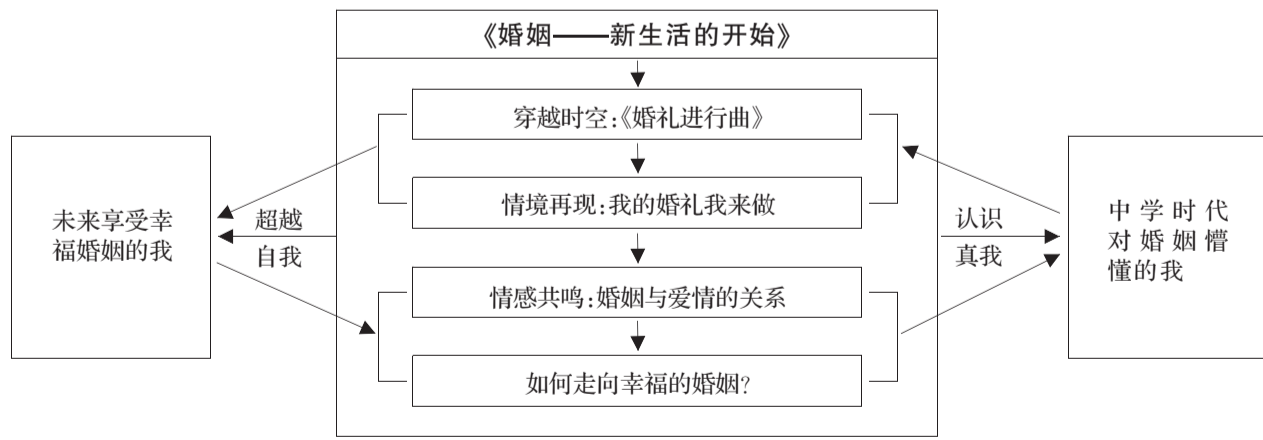 《婚姻——新生活的开始》
穿越时空:《婚礼进行曲》
情境再现:我的婚礼我来做
情感共鸣:婚姻与爱情的关系
如何走向幸福的婚姻?
未来享受幸
福婚姻的我
超越
自我
认识
真我
中学时代
对婚姻懵
懂的我